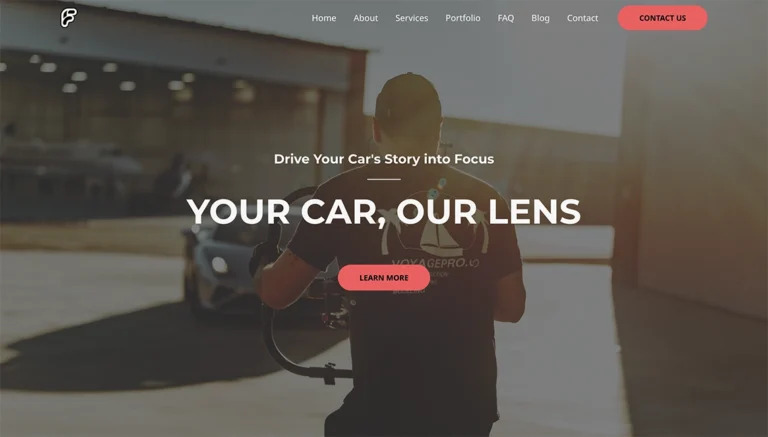 Home About Services Portfolio FAQ Blog Contact CONTACT US
Drive Your Car's Story into Focus
YOUR CAR, OUR LENS
VOYAGEPRO.
LEARN MORE